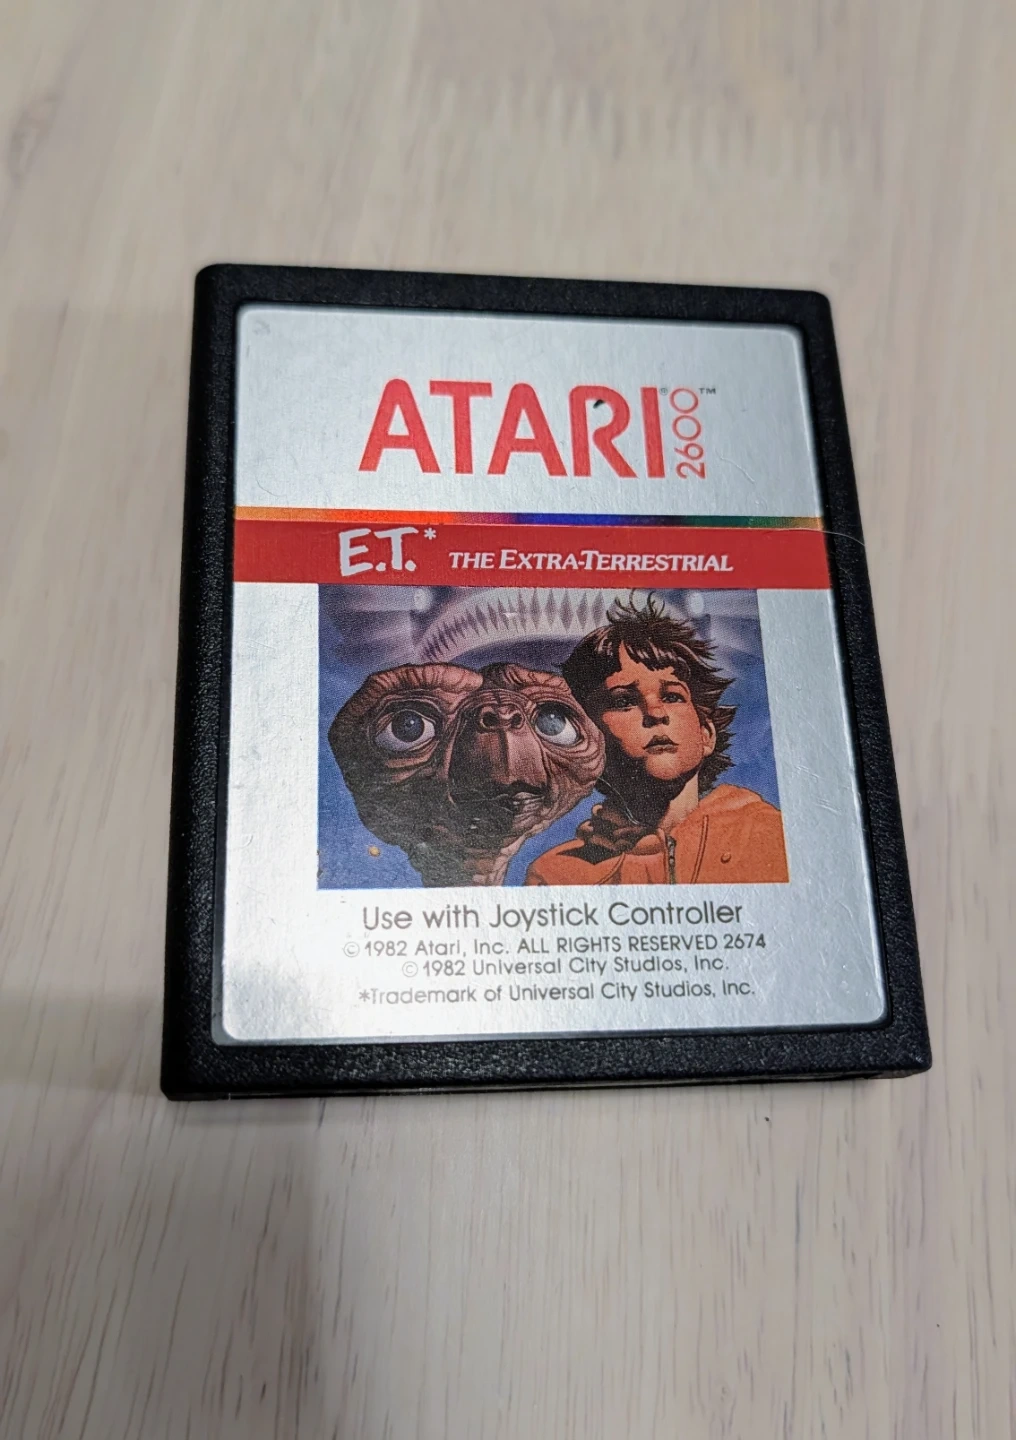 ATARI® 2600™
E.T.* THE EXTRA-TERRESTRIAL
Use with Joystick Controller
© 1982 Atari, Inc. ALL RIGHTS RESERVED 2674
© 1982 Universal City Studios, Inc.
*Trademark of Universal City Studios, Inc.